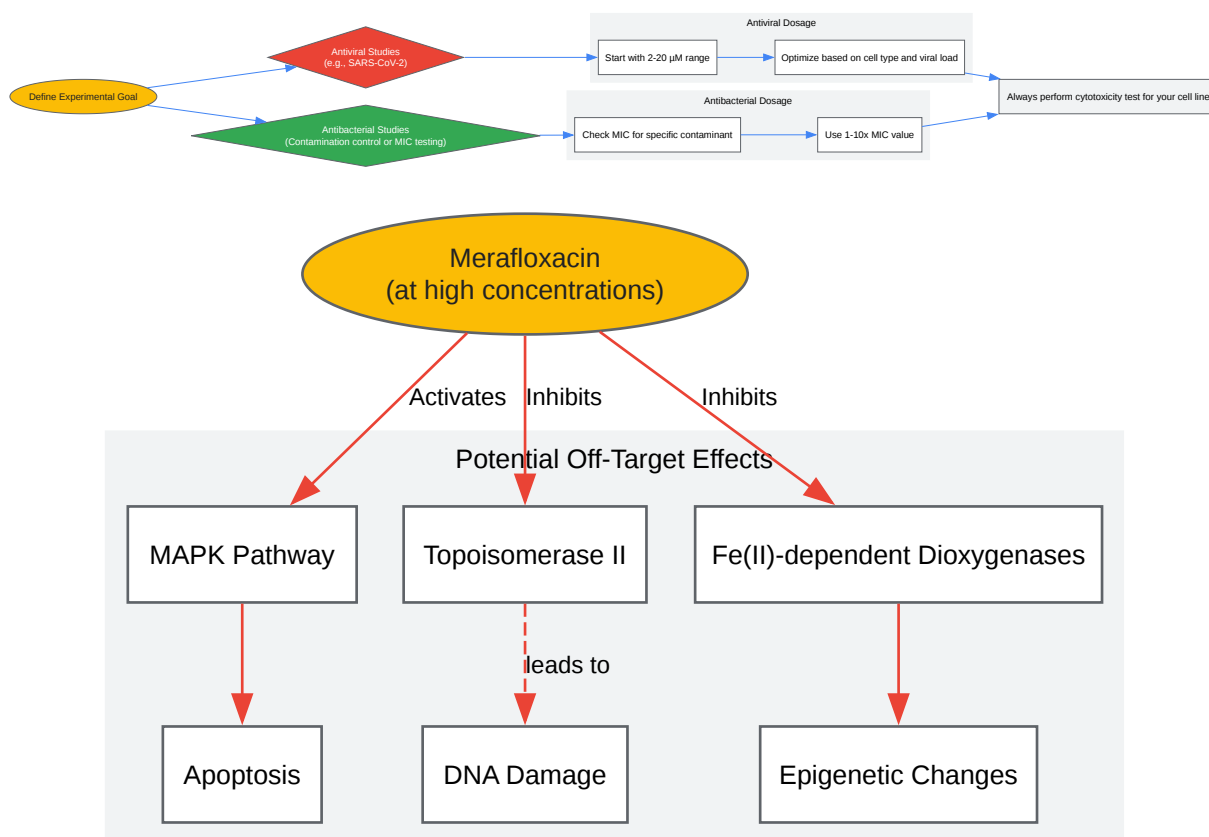 Antiviral Dosage
Antiviral Studies
(e.g., SARS-CoV-2)
Start with 2-20 µM range
Optimize based on cell type and viral load
Define Experimental Goal
Always perform cytotoxicity test for your cell line
Antibacterial Dosage
Antibacterial Studies
(Contamination control or MIC testing)
Check MIC for specific contaminant
Use 1-10x MIC value
Merafloxacin
(at high concentrations)
Activates
Inhibits
Inhibits
Potential Off-Target Effects
MAPK Pathway
Topoisomerase II
Fe(II)-dependent Dioxygenases
leads to
Apoptosis
DNA Damage
Epigenetic Changes